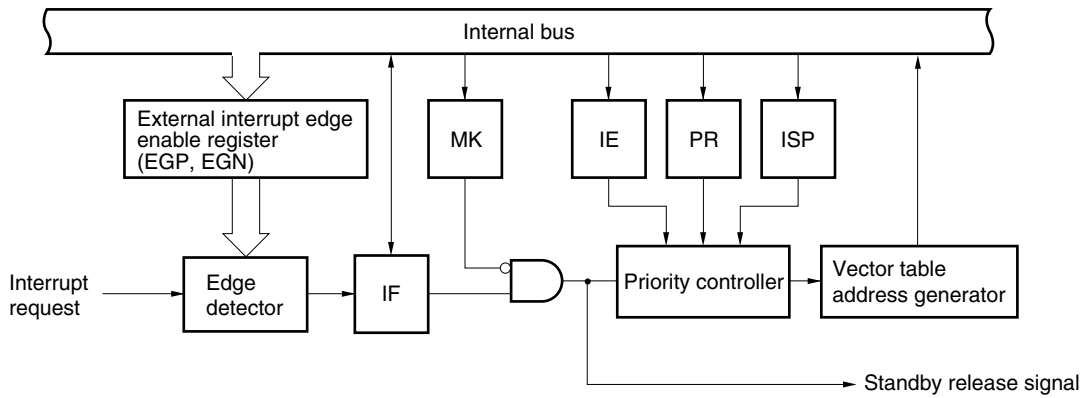 Internal bus
External interrupt edge
enable register
(EGP, EGN)
MK
IE
PR
ISP
Interrupt
request
Edge
detector
IF
Priority controller
Vector table
address generator
Standby release signal